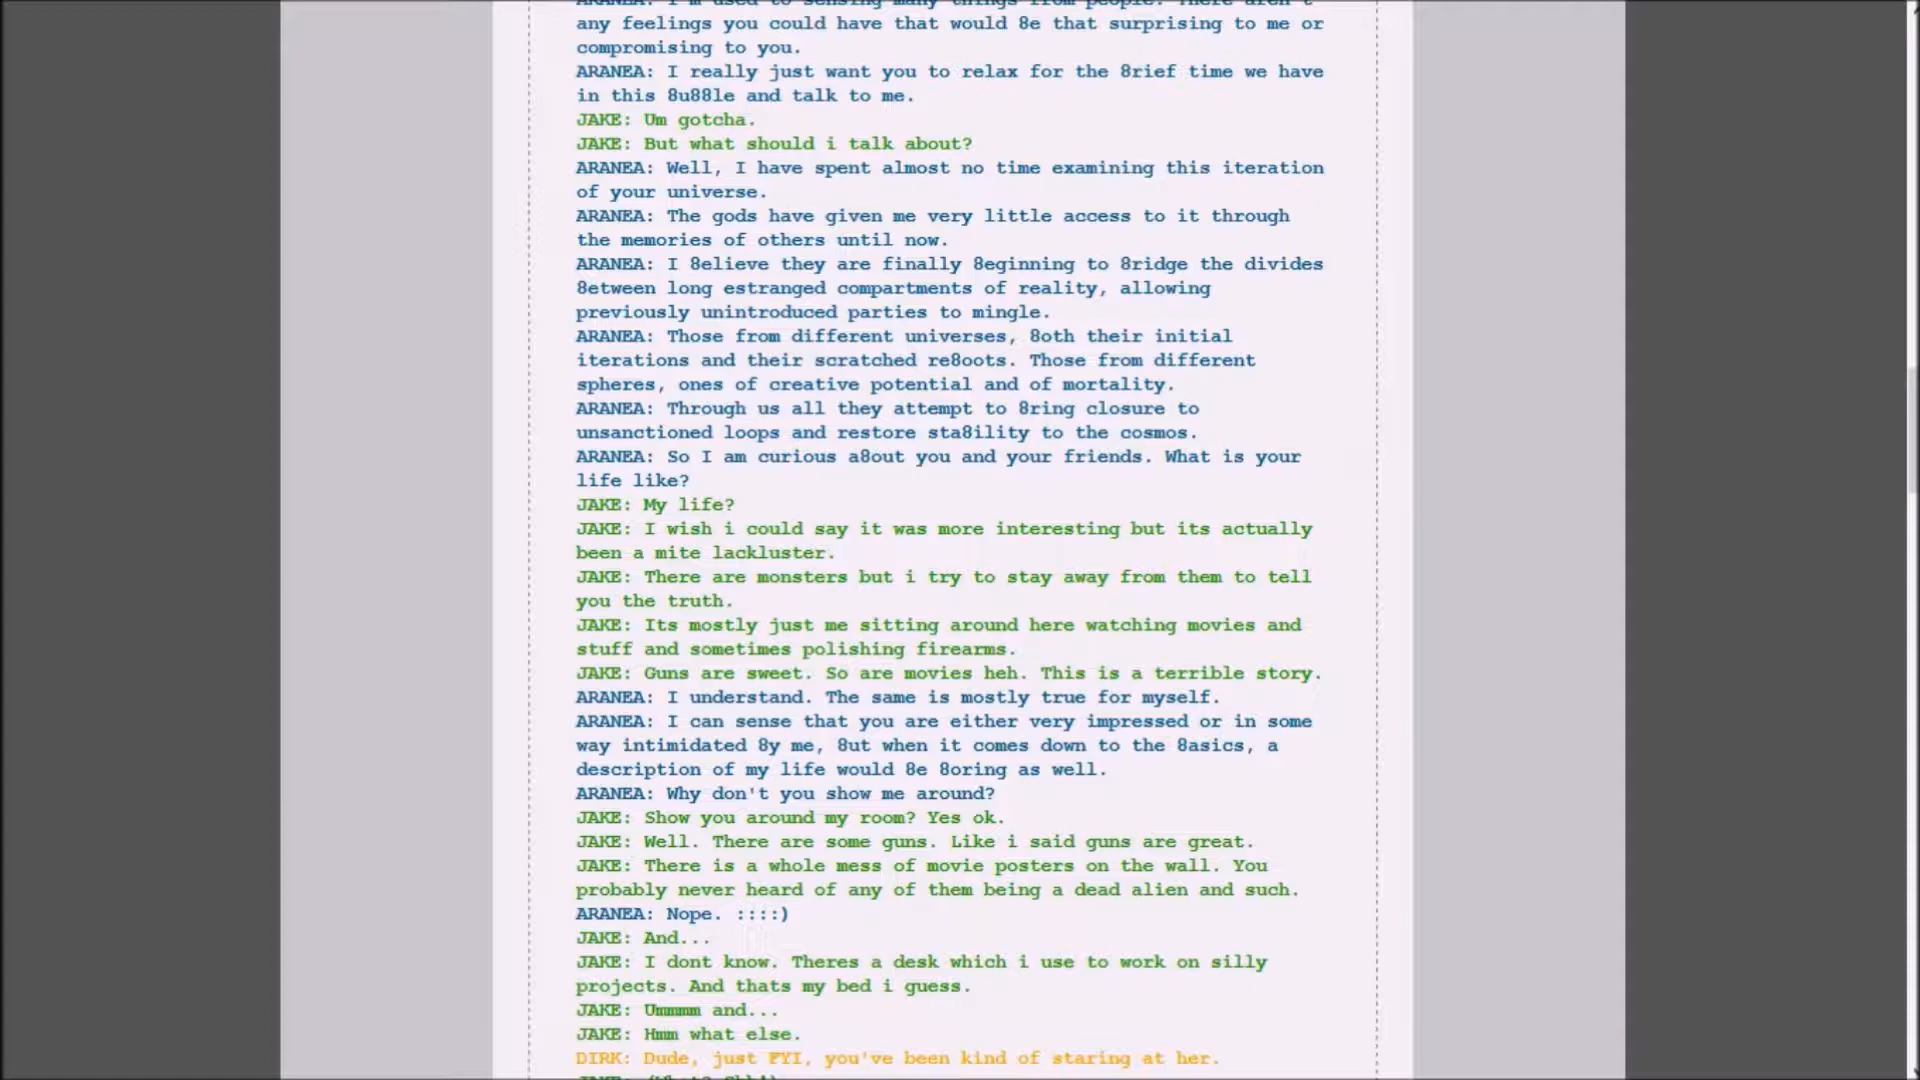 ARANEA: I'm used to sensing many things from people. There aren't
any feelings you could have that would 8e that surprising to me or
compromising to you.
ARANEA: I really just want you to relax for the 8rief time we have
in this 8u88le and talk to me.
JAKE: Um gotcha.
JAKE: But what should i talk about?
ARANEA: Well, I have spent almost no time examining this iteration
of your universe.
ARANEA: The gods have given me very little access to it through
the memories of others until now.
ARANEA: I 8elieve they are finally 8eginning to 8ridge the divides
8etween long estranged compartments of reality, allowing
previously unintroduced parties to mingle.
ARANEA: Those from different universes, 8oth their initial
iterations and their scratched re8oots. Those from different
spheres, ones of creative potential and of mortality.
ARANEA: Through us all they attempt to 8ring closure to
unsanctioned loops and restore sta8ility to the cosmos.
ARANEA: So I am curious a8out you and your friends. What is your
life like?
JAKE: My life?
JAKE: I wish i could say it was more interesting but its actually
been a mite lackluster.
JAKE: There are monsters but i try to stay away from them to tell
you the truth.
JAKE: Its mostly just me sitting around here watching movies and
stuff and sometimes polishing firearms.
JAKE: Guns are sweet. So are movies heh. This is a terrible story.
ARANEA: I understand. The same is mostly true for myself.
ARANEA: I can sense that you are either very impressed or in some
way intimidated 8y me, 8ut when it comes down to the 8asics, a
description of my life would 8e 8oring as well.
ARANEA: Why don't you show me around?
JAKE: Show you around my room? Yes ok.
JAKE: Well. There are some guns. Like i said guns are great.
JAKE: There is a whole mess of movie posters on the wall. You
probably never heard of any of them being a dead alien and such.
ARANEA: Nope. ::::)
JAKE: And...
JAKE: I dont know. Theres a desk which i use to work on silly
projects. And thats my bed i guess.
JAKE: Ummmm and...
JAKE: Hmm what else.
DIRK: Dude, just FYI, you've been kind of staring at her.